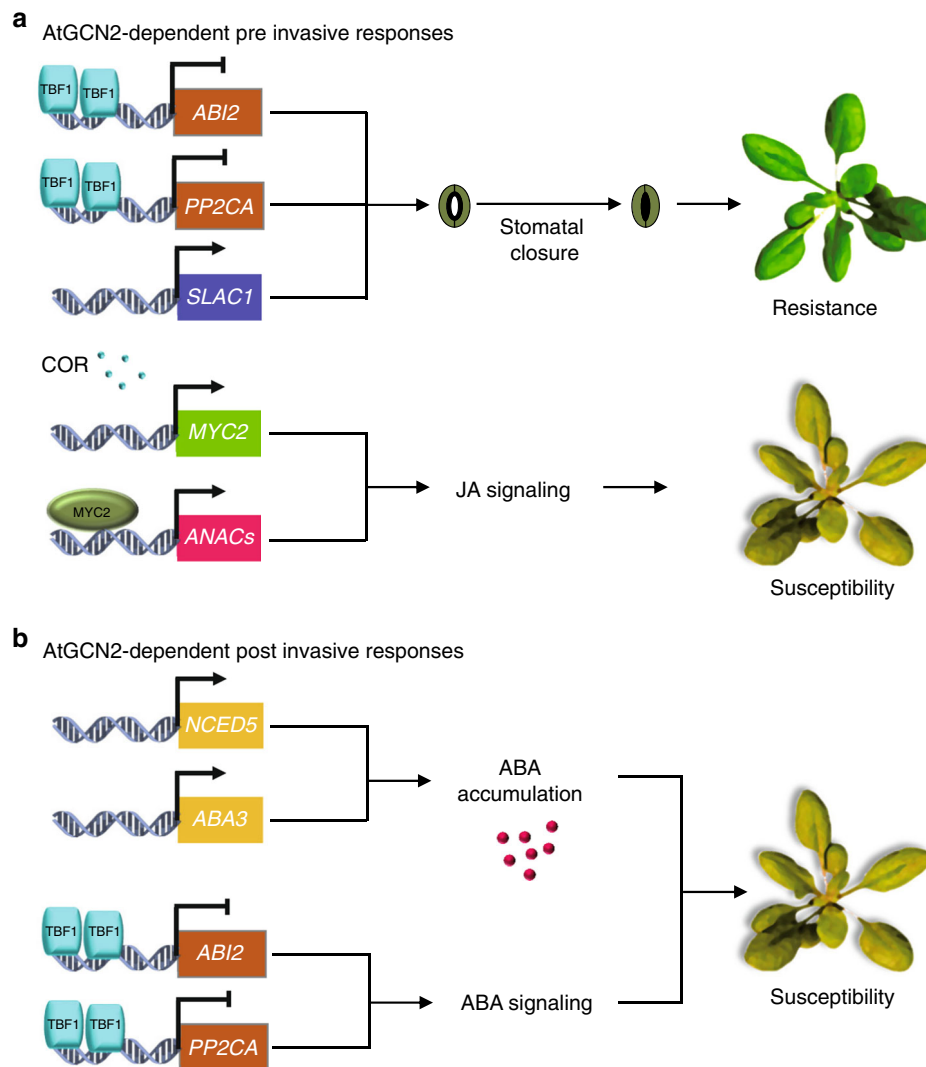 a
AtGCN2-dependent pre invasive responses
TBF1 TBF1
ABI2
TBF1 TBF1
PP2CA
Stomatal
closure
SLAC1
Resistance
COR
MYC2
JA signaling
MYC2
ANACs
Susceptibility
b
AtGCN2-dependent post invasive responses
NCED5
ABA
accumulation
ABA3
TBF1 TBF1
ABI2
ABA signaling
Susceptibility
TBF1 TBF1
PP2CA